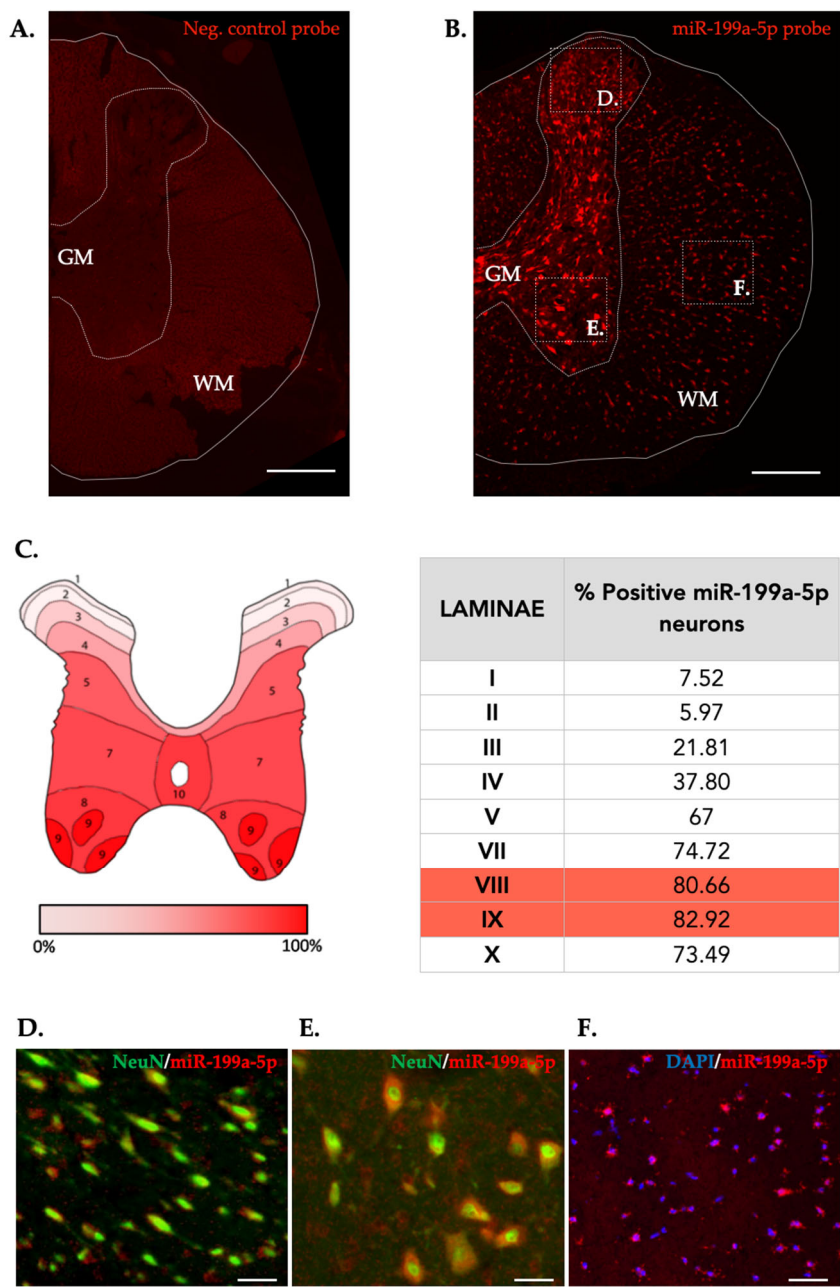 A.
Neg. control probe
GM
WM
B.
miR-199a-5p probe
D.
GM
E.
F.
WM
C.
1
2
3
4
5
7
8
9
9
9
10
1
2
3
4
5
7
8
9
9
9
0%
100%
LAMINAE
% Positive miR-199a-5p
neurons
I 7.52
II 5.97
III 21.81
IV 37.80
V 67
VII 74.72
VIII 80.66
IX 82.92
X 73.49
D.
NeuN/miR-199a-5p
E.
NeuN/miR-199a-5p
F.
DAPI/miR-199a-5p